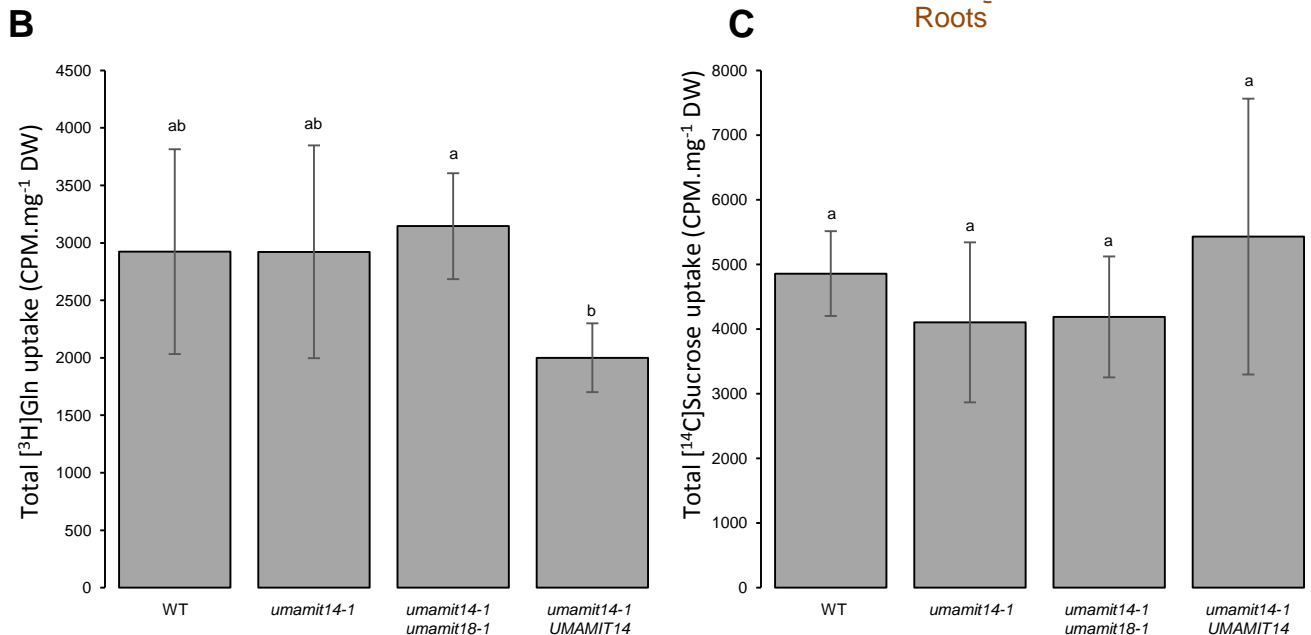 B
Total [³H]Gln uptake (CPM.mg⁻¹ DW)
4500
4000
3500
3000
2500
2000
1500
1000
500
0
ab
ab
a
b
WT
umamit14-1
umamit14-1
umamit18-1
umamit14-1
UMAMIT14
Roots
C
Total [¹⁴C]Sucrose uptake (CPM.mg⁻¹ DW)
8000
7000
6000
5000
4000
3000
2000
1000
0
a
a
a
a
WT
umamit14-1
umamit14-1
umamit18-1
umamit14-1
UMAMIT14